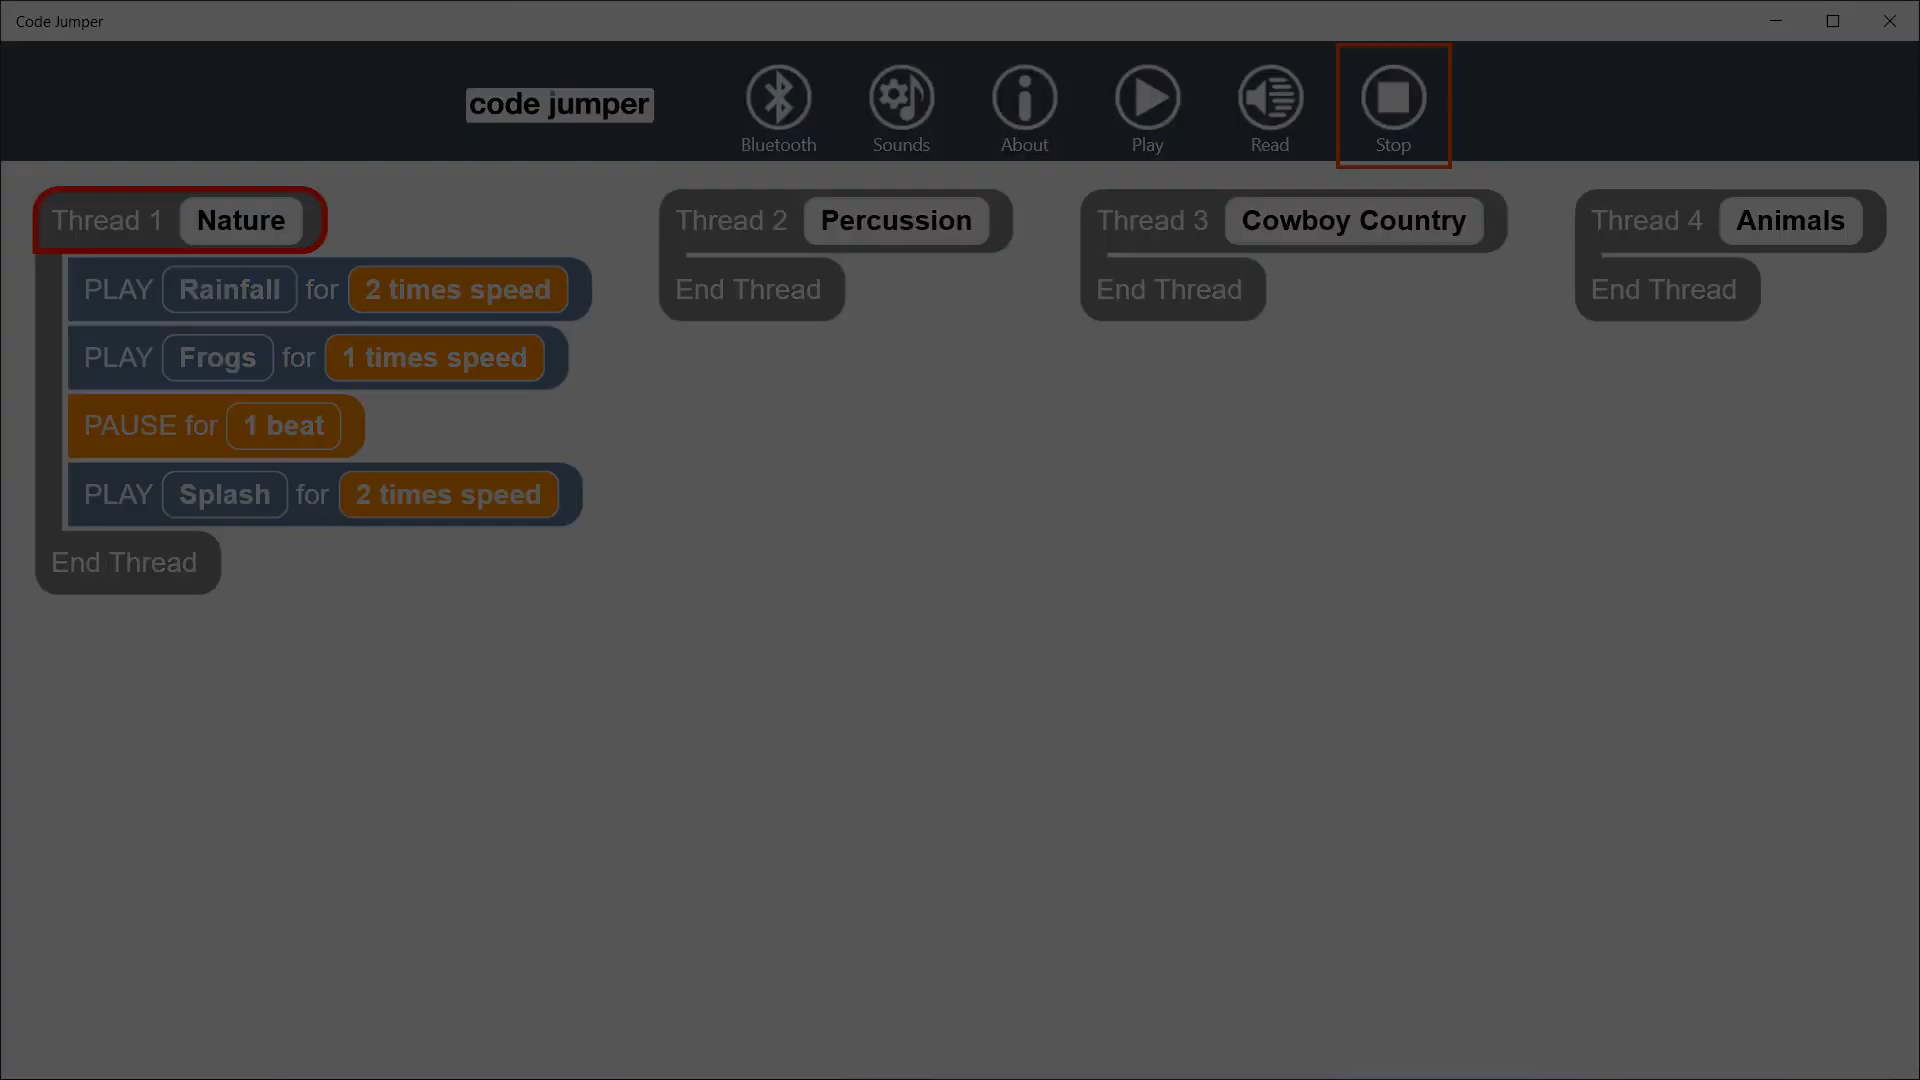 Code Jumper
code jumper
Bluetooth
Sounds
About
Play
Read
Stop
Thread 1 Nature
PLAY Rainfall for 2 times speed
PLAY Frogs for 1 times speed
PAUSE for 1 beat
PLAY Splash for 2 times speed
End Thread
Thread 2 Percussion
End Thread
Thread 3 Cowboy Country
End Thread
Thread 4 Animals
End Thread